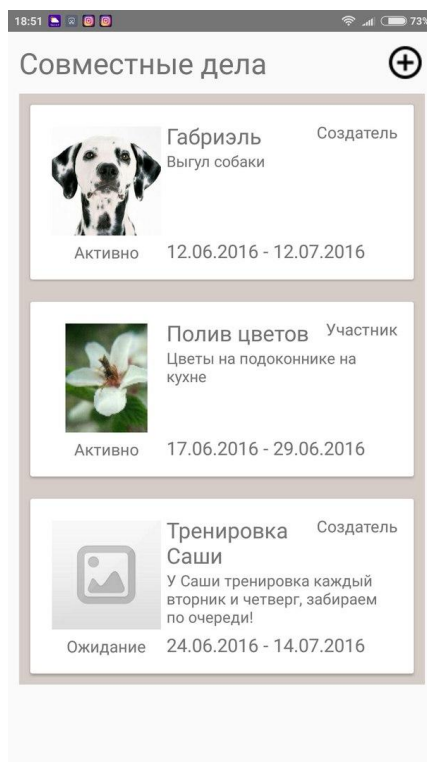 18:51 73%
Совместные дела
Габриэль Создатель
Выгул собаки
Активно 12.06.2016 - 12.07.2016
Полив цветов Участник
Цветы на подоконнике на
кухне
Активно 17.06.2016 - 29.06.2016
Тренировка Создатель
Саши
У Саши тренировка каждый
вторник и четверг, забираем
по очереди!
Ожидание 24.06.2016 - 14.07.2016